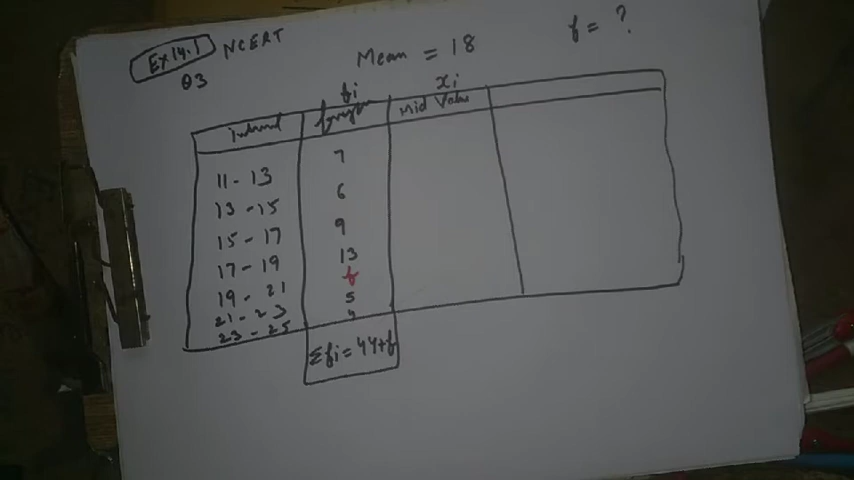 Ex 14.1 NCERT
Q3
Mean = 18
f = ?
Interval fi frequency xi Mid Value
11 - 13 7
13 - 15 6
15 - 17 9
17 - 19 13
19 - 21 f
21 - 23 5
23 - 25 4
Σfi = 44+f